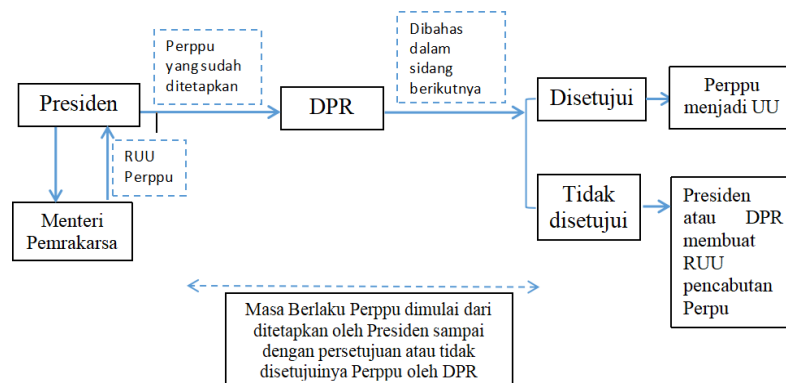 Perppu
yang sudah
ditetapkan
Dibahas
dalam
sidang
berikutnya
Presiden
DPR
Disetujui
Perppu
menjadi UU
RUU
Perppu
Menteri
Pemrakarsa
Tidak
disetujui
Presiden
atau DPR
membuat
RUU
pencabutan
Perpu
Masa Berlaku Perppu dimulai dari
ditetapkan oleh Presiden sampai
dengan persetujuan atau tidak
disetujuinya Perppu oleh DPR